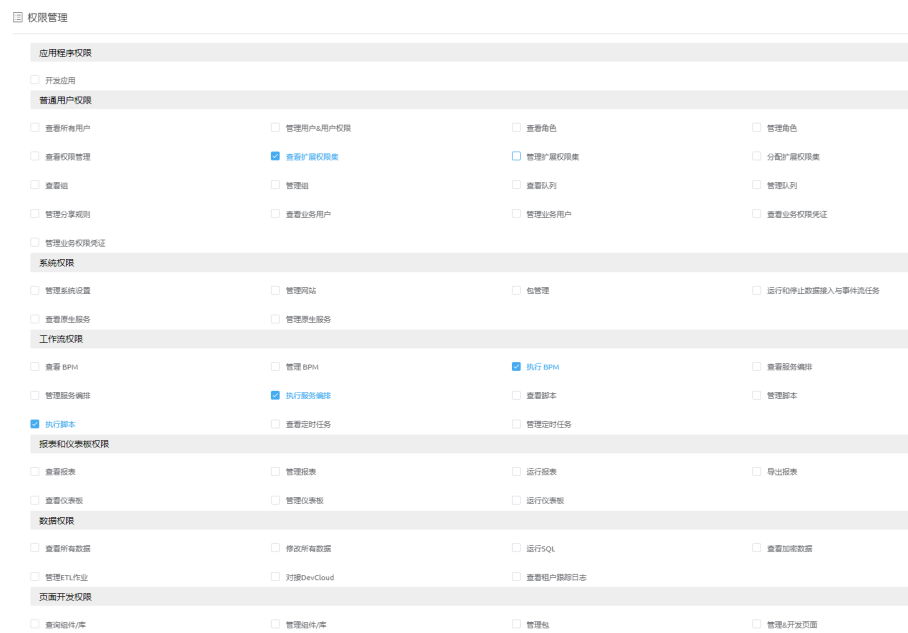 权限管理
应用程序权限
开发应用
普通用户权限
查看所有用户 管理用户&用户权限 查看角色 管理角色
查看权限管理 查看扩展权限集 管理扩展权限集 分配扩展权限集
查看组 管理组 查看队列 管理队列
管理分享规则 查看业务用户 管理业务用户 查看业务权限凭证
管理业务权限凭证
系统权限
管理系统设置 管理网站 包管理 运行和停止数据接入与事件流任务
查看原生服务 管理原生服务
工作流权限
查看 BPM 管理 BPM 执行 BPM 查看服务编排
管理服务编排 执行服务编排 查看脚本 管理脚本
执行脚本 查看定时任务 管理定时任务
报表和仪表板权限
查看报表 管理报表 运行报表 导出报表
查看仪表板 管理仪表板 运行仪表板
数据权限
查看所有数据 修改所有数据 运行SQL 查看加密数据
管理ETL作业 对接DevCloud 查看租户跟踪日志
页面开发权限
查询组件/库 管理组件/库 管理包 管理&开发页面